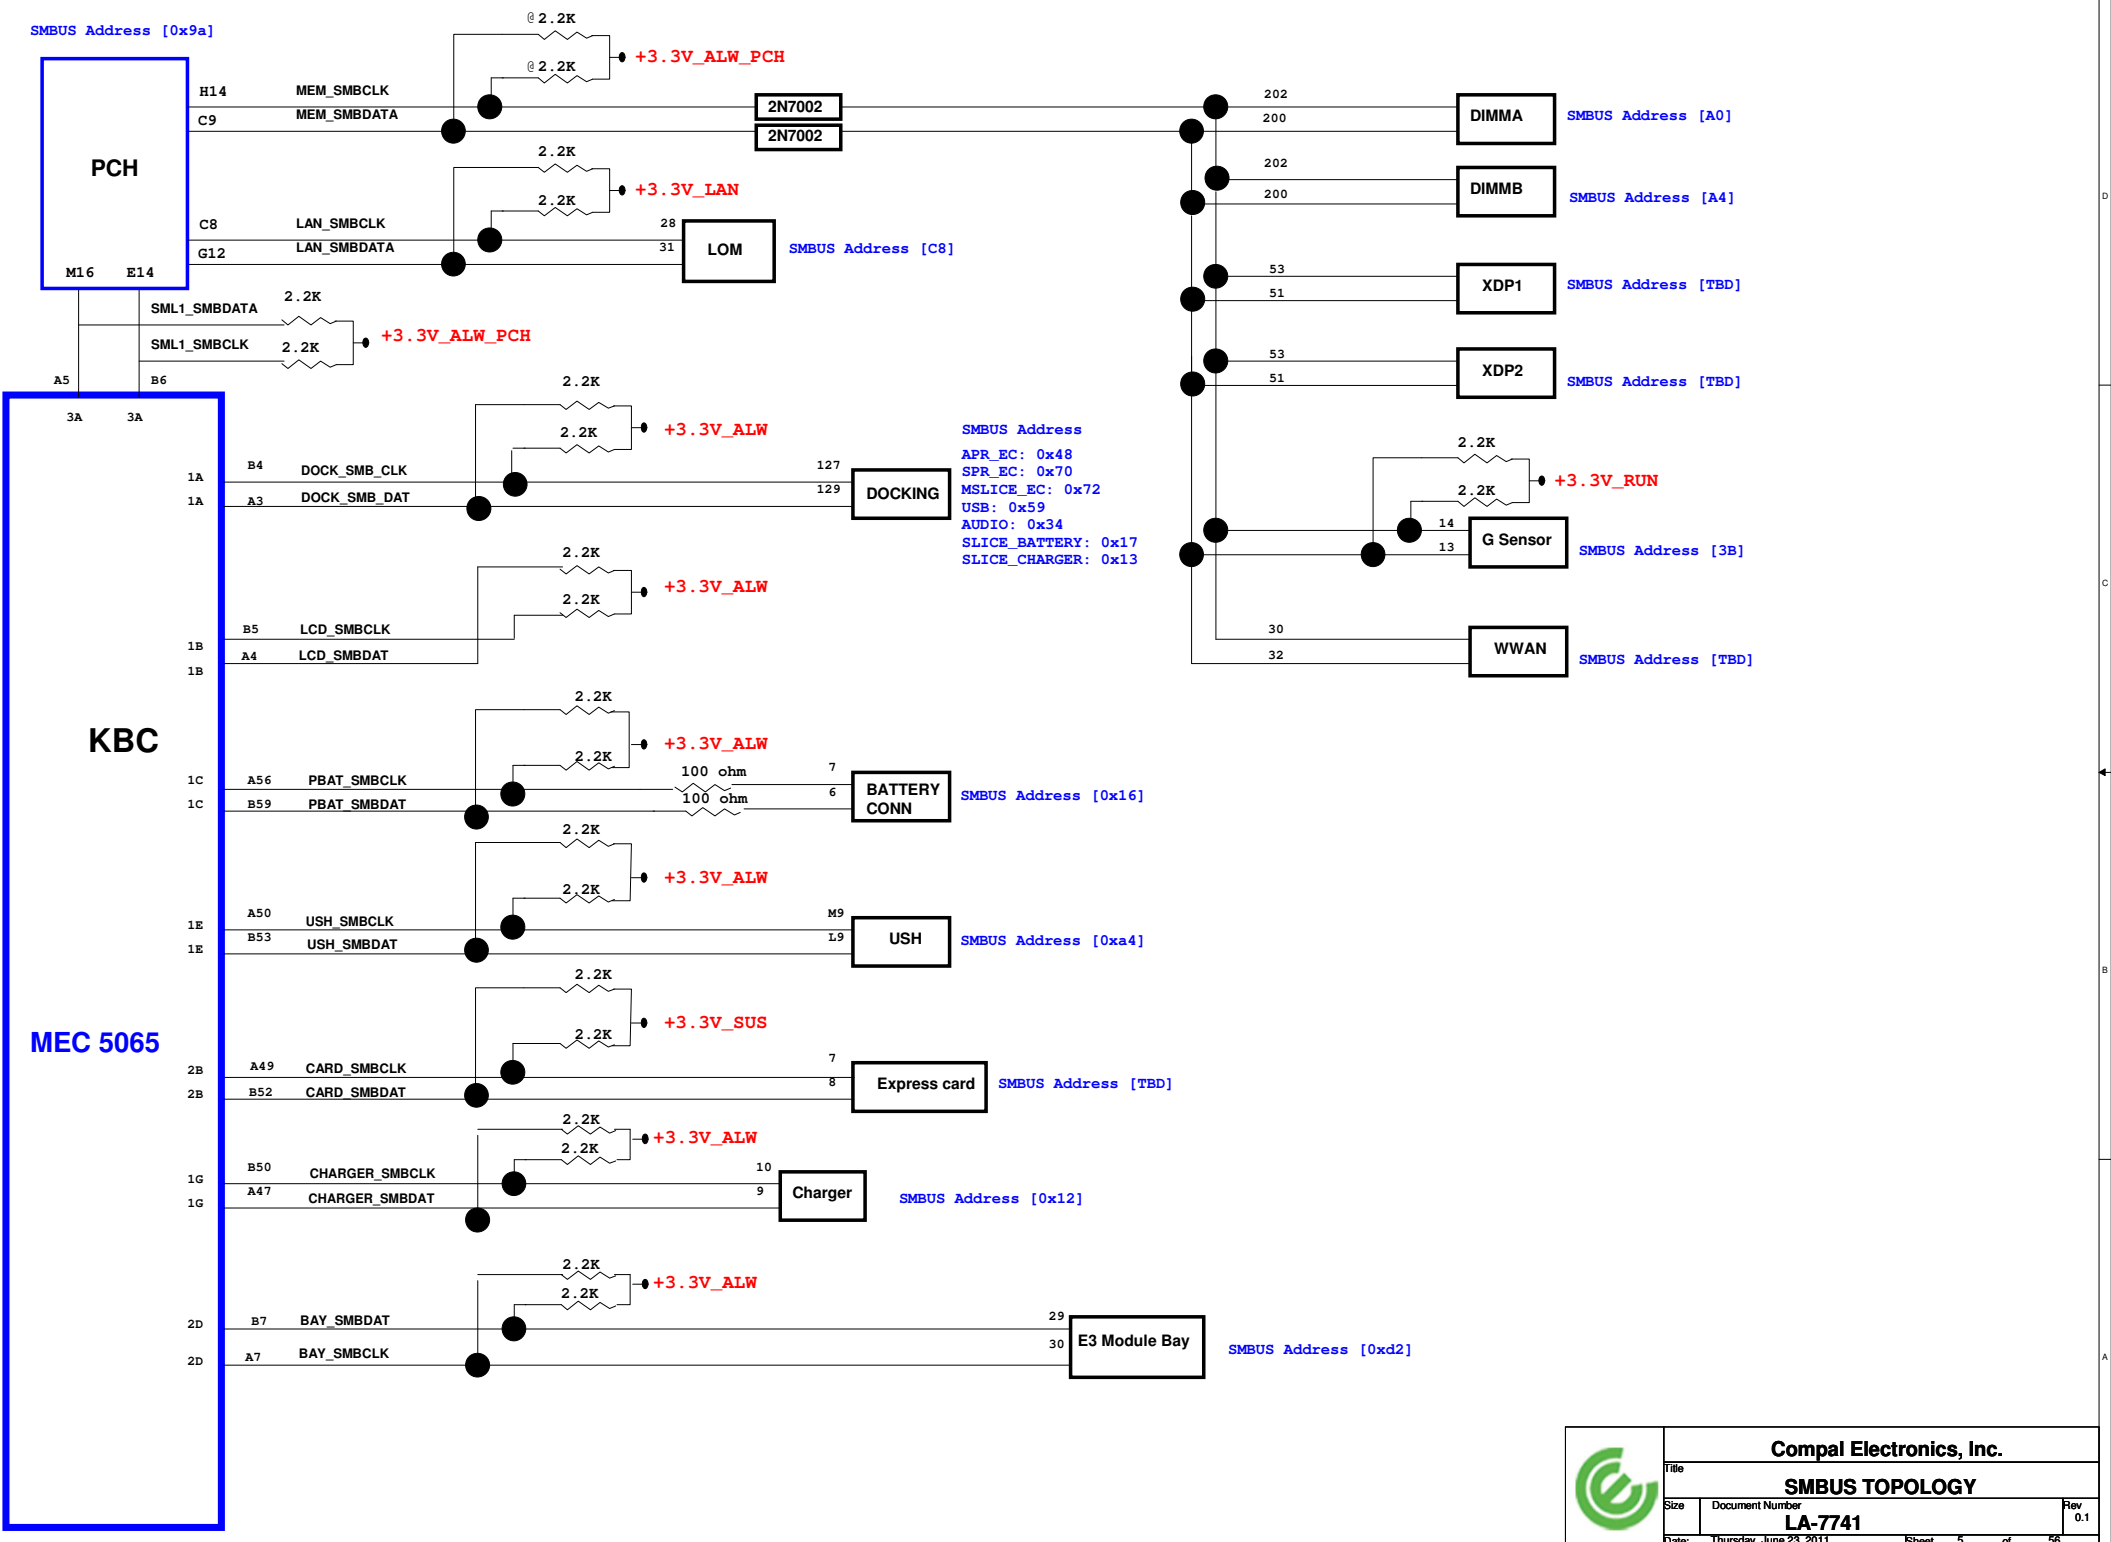 SMBUS Address [0x9a]
@ 2.2K
@ 2.2K
+3.3V_ALW_PCH
H14 MEM_SMBCLK
C9 MEM_SMBDATA
2N7002
2N7002
PCH
2.2K
2.2K
+3.3V_LAN
C8 LAN_SMBCLK 28
G12 LAN_SMBDATA 31
LOM
SMBUS Address [C8]
M16 E14
SML1_SMBDATA 2.2K
SML1_SMBCLK 2.2K
+3.3V_ALW_PCH
A5 B6
3A 3A
202
200
DIMMA
SMBUS Address [A0]
202
200
DIMMB
SMBUS Address [A4]
53
51
XDP1
SMBUS Address [TBD]
53
51
XDP2
SMBUS Address [TBD]
2.2K
2.2K
+3.3V_RUN
14
13
G Sensor
SMBUS Address [3B]
30
32
WWAN
SMBUS Address [TBD]
2.2K
2.2K
+3.3V_ALW
1A B4 DOCK_SMB_CLK 127
1A A3 DOCK_SMB_DAT 129
DOCKING
SMBUS Address
APR_EC: 0x48
SPR_EC: 0x70
MSLICE_EC: 0x72
USB: 0x59
AUDIO: 0x34
SLICE_BATTERY: 0x17
SLICE_CHARGER: 0x13
2.2K
2.2K
+3.3V_ALW
1B B5 LCD_SMBCLK
1B A4 LCD_SMBDAT
KBC
2.2K
2.2K
+3.3V_ALW
1C A56 PBAT_SMBCLK 100 ohm 7
1C B59 PBAT_SMBDAT 100 ohm 6
BATTERY
CONN
SMBUS Address [0x16]
2.2K
2.2K
+3.3V_ALW
1E A50 USH_SMBCLK M9
1E B53 USH_SMBDAT L9
USH
SMBUS Address [0xa4]
MEC 5065
2.2K
2.2K
+3.3V_SUS
2B A49 CARD_SMBCLK 7
2B B52 CARD_SMBDAT 8
Express card
SMBUS Address [TBD]
2.2K
2.2K
+3.3V_ALW
1G B50 CHARGER_SMBCLK 10
1G A47 CHARGER_SMBDAT 9
Charger
SMBUS Address [0x12]
2.2K
2.2K
+3.3V_ALW
2D B7 BAY_SMBDAT 29
2D A7 BAY_SMBCLK 30
E3 Module Bay
SMBUS Address [0xd2]
D
C
B
A
Compal Electronics, Inc.
Title
SMBUS TOPOLOGY
Size Document Number Rev
LA-7741 0.1
Date: Thursday, June 23, 2011 Sheet 5 of 56